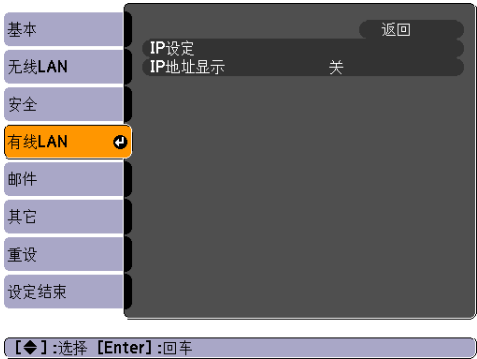 基本
无线LAN
安全
有线LAN
邮件
其它
重设
设定结束
返回
IP设定
IP地址显示 关
[◆] :选择 [Enter] :回车